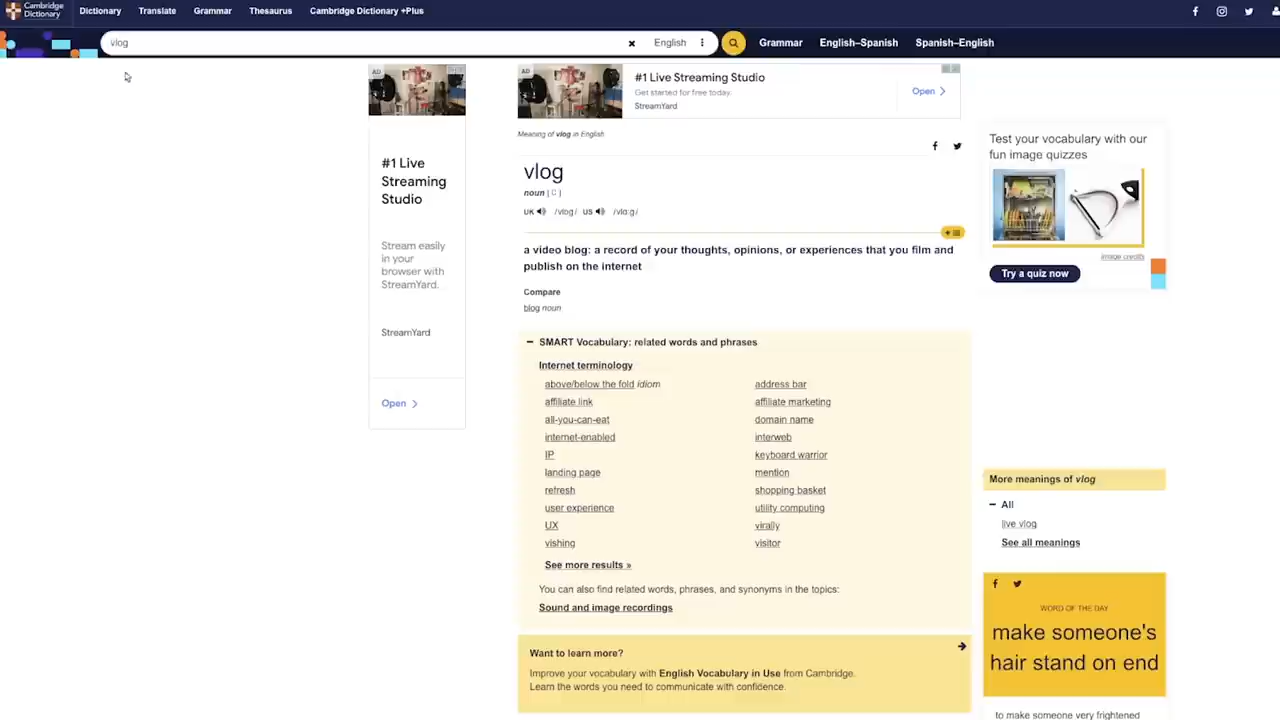 Cambridge
Dictionary
Dictionary Translate Grammar Thesaurus Cambridge Dictionary +Plus
vlog
English
Grammar English–Spanish Spanish–English
AD
#1 Live
Streaming
Studio
Stream easily
in your
browser with
StreamYard.
StreamYard
Open
AD
#1 Live Streaming Studio
Get started for free today.
StreamYard
Open
Meaning of vlog in English
vlog
noun [ C ]
UK /vlɒg/ US /vlɑːg/
a video blog: a record of your thoughts, opinions, or experiences that you film and
publish on the internet
Compare
blog noun
SMART Vocabulary: related words and phrases
Internet terminology
above/below the fold idiom
affiliate link
all-you-can-eat
internet-enabled
IP
landing page
refresh
user experience
UX
vishing
address bar
affiliate marketing
domain name
interweb
keyboard warrior
mention
shopping basket
utility computing
virally
visitor
See more results »
You can also find related words, phrases, and synonyms in the topics:
Sound and image recordings
Want to learn more?
Improve your vocabulary with English Vocabulary in Use from Cambridge.
Learn the words you need to communicate with confidence.
Test your vocabulary with our
fun image quizzes
image credits
Try a quiz now
More meanings of vlog
All
live vlog
See all meanings
WORD OF THE DAY
make someone's
hair stand on end
to make someone very frightened